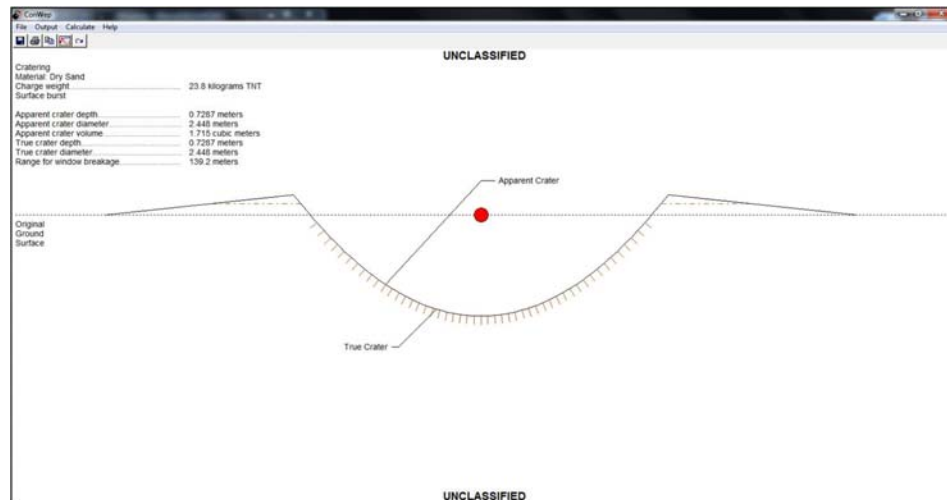 ConWep
File Output Calculate Help
UNCLASSIFIED
Cratering
Material: Dry Sand
Charge weight 23.8 kilograms TNT
Surface burst
Apparent crater depth 0.7287 meters
Apparent crater diameter 2.448 meters
Apparent crater volume 1.715 cubic meters
True crater depth 0.7287 meters
True crater diameter 2.448 meters
Range for window breakage 139.2 meters
Apparent Crater
Original
Ground
Surface
True Crater
UNCLASSIFIED